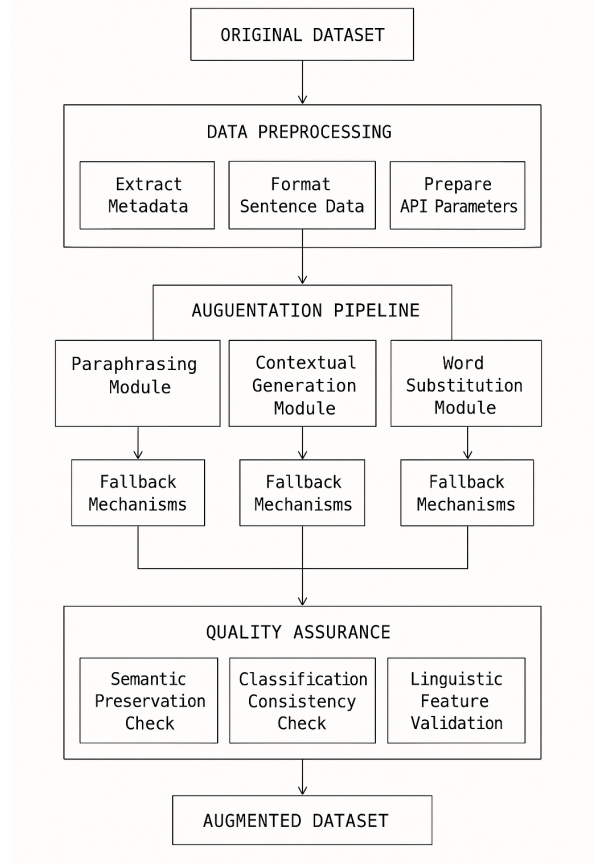 ORIGINAL DATASET
DATA PREPROCESSING
Extract
Metadata
Format
Sentence Data
Prepare
API Parameters
AUGUENTATION PIPELINE
Paraphrasing
Module
Contextual
Generation
Module
Word
Substitution
Module
Fallback
Mechanisms
Fallback
Mechanisms
Fallback
Mechanisms
QUALITY ASSURANCE
Semantic
Preservation
Check
Classification
Consistency
Check
Linguistic
Feature
Validation
AUGMENTED DATASET